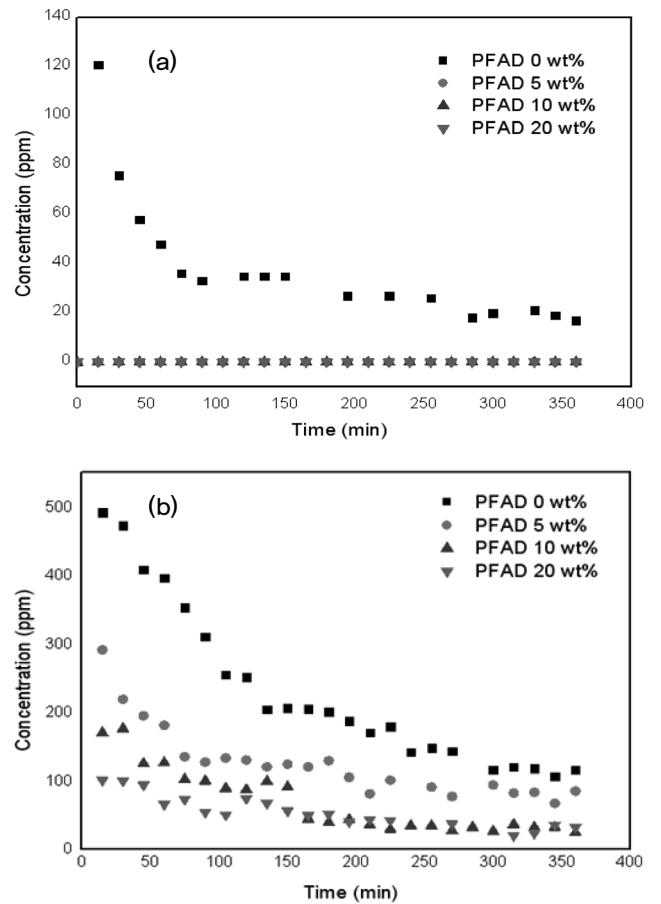 140
120
100
80
60
40
20
0
Concentration (ppm)
(a)
PFAD 0 wt%
PFAD 5 wt%
PFAD 10 wt%
PFAD 20 wt%
0 50 100 150 200 250 300 350 400
Time (min)
500
400
300
200
100
0
Concentration (ppm)
(b)
PFAD 0 wt%
PFAD 5 wt%
PFAD 10 wt%
PFAD 20 wt%
0 50 100 150 200 250 300 350 400
Time (min)